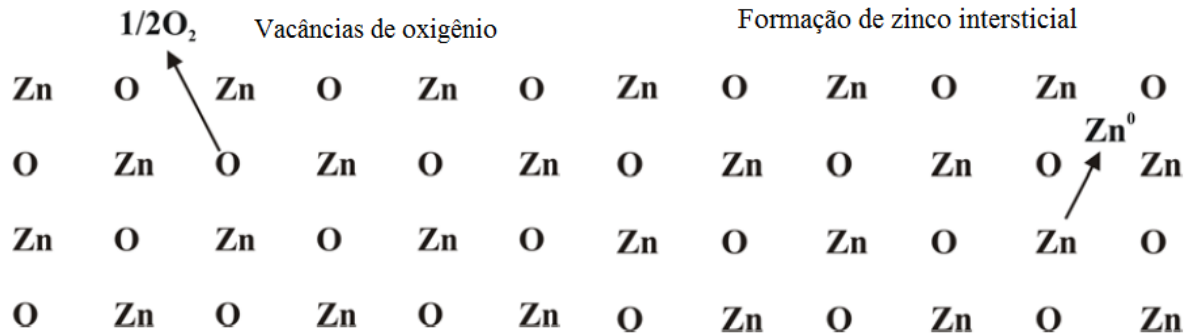 1/2O₂ Vacâncias de oxigênio Formação de zinco intersticial
Zn O Zn O Zn O Zn O Zn O Zn O
Zn⁰
O Zn O Zn O Zn O Zn O Zn O Zn
Zn O Zn O Zn O Zn O Zn O Zn O
O Zn O Zn O Zn O Zn O Zn O Zn